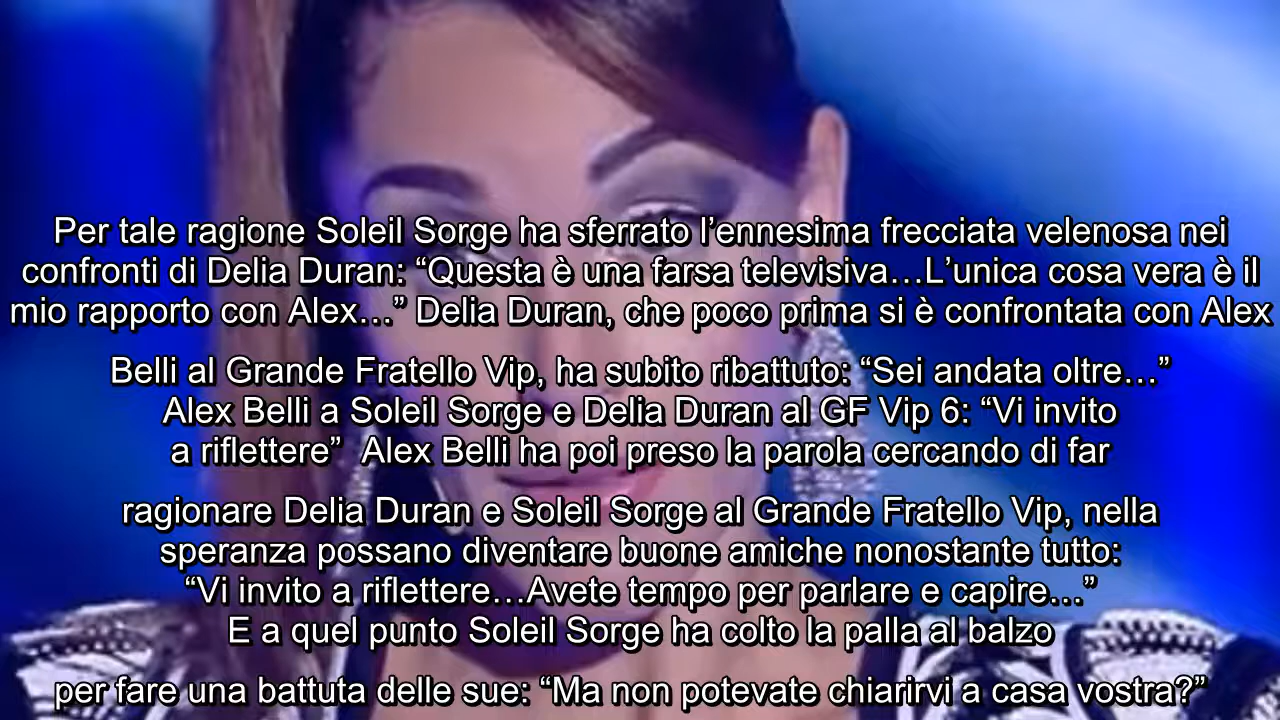 Per tale ragione Soleil Sorge ha sferrato l’ennesima frecciata velenosa nei
confronti di Delia Duran: “Questa è una farsa televisiva…L’unica cosa vera è il
mio rapporto con Alex…” Delia Duran, che poco prima si è confrontata con Alex
Belli al Grande Fratello Vip, ha subito ribattuto: “Sei andata oltre…”
Alex Belli a Soleil Sorge e Delia Duran al GF Vip 6: “Vi invito
a riflettere”  Alex Belli ha poi preso la parola cercando di far
ragionare Delia Duran e Soleil Sorge al Grande Fratello Vip, nella
speranza possano diventare buone amiche nonostante tutto:
“Vi invito a riflettere…Avete tempo per parlare e capire…”
E a quel punto Soleil Sorge ha colto la palla al balzo
per fare una battuta delle sue: “Ma non potevate chiarirvi a casa vostra?”